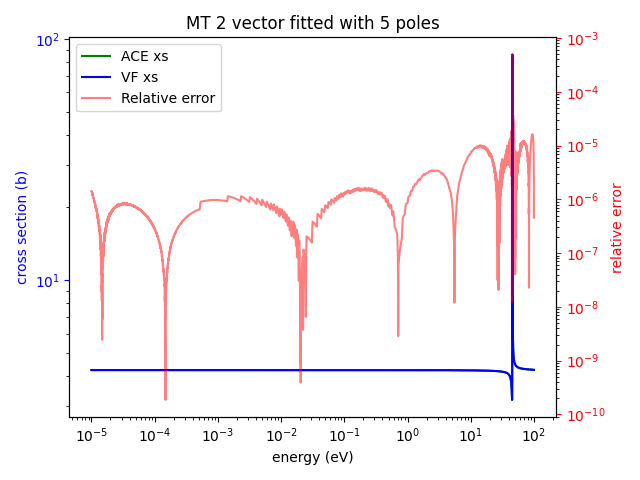 MT 2 vector fitted with 5 poles
ACE xs
VF xs
Relative error
cross section (b)
10²
10¹
10⁻³
10⁻⁴
10⁻⁵
10⁻⁶
10⁻⁷
10⁻⁸
10⁻⁹
10⁻¹⁰
relative error
10⁻⁵ 10⁻⁴ 10⁻³ 10⁻² 10⁻¹ 10⁰ 10¹ 10²
energy (eV)